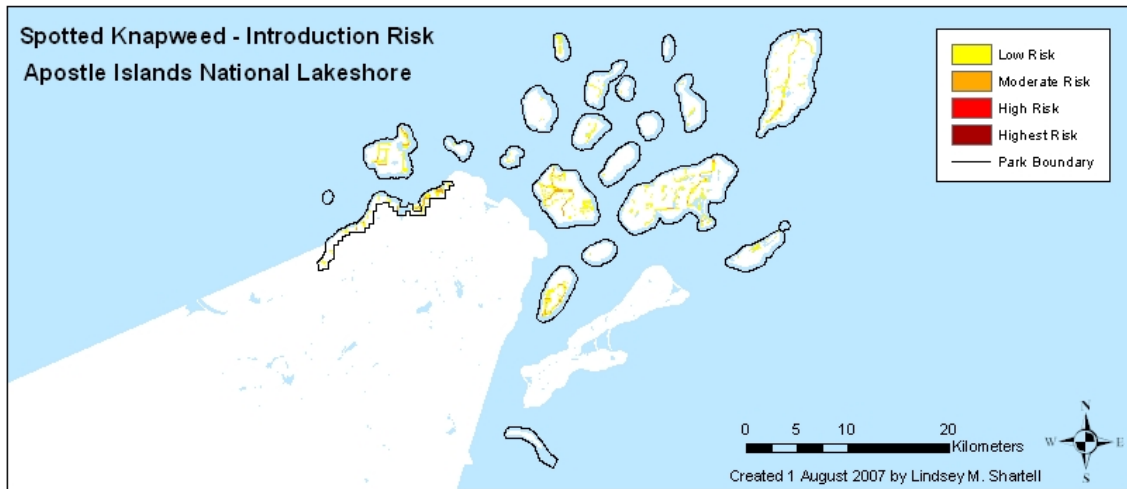 Spotted Knapweed - Introduction Risk
Apostle Islands National Lakeshore
Low Risk
Moderate Risk
High Risk
Highest Risk
Park Boundary
0 5 10 20
Kilometers
Created 1 August 2007 by Lindsey M. Shartell
N
W E
S